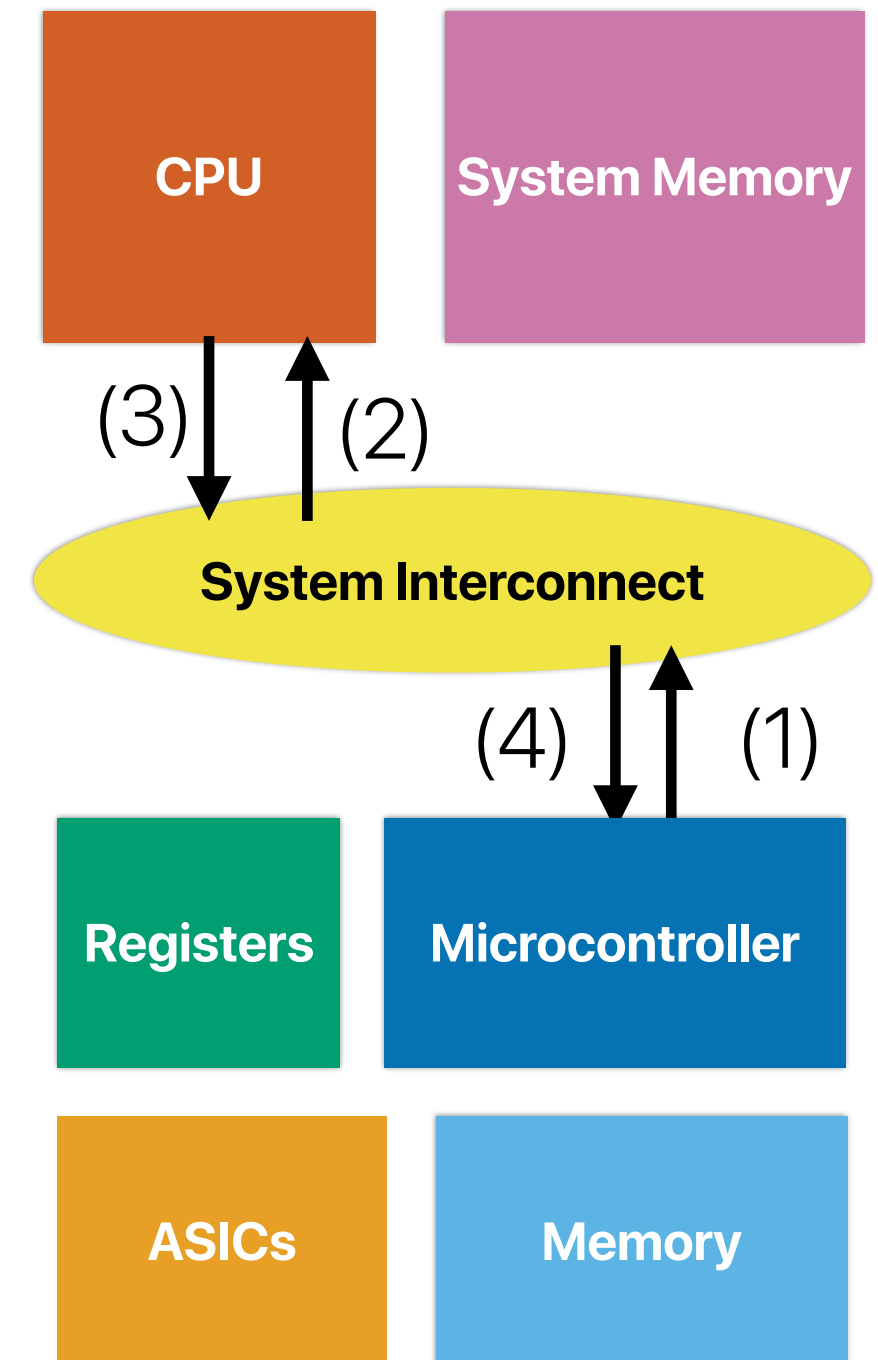 CPU
System Memory
(3)
(2)
System Interconnect
(4)
(1)
Registers
Microcontroller
ASICs
Memory